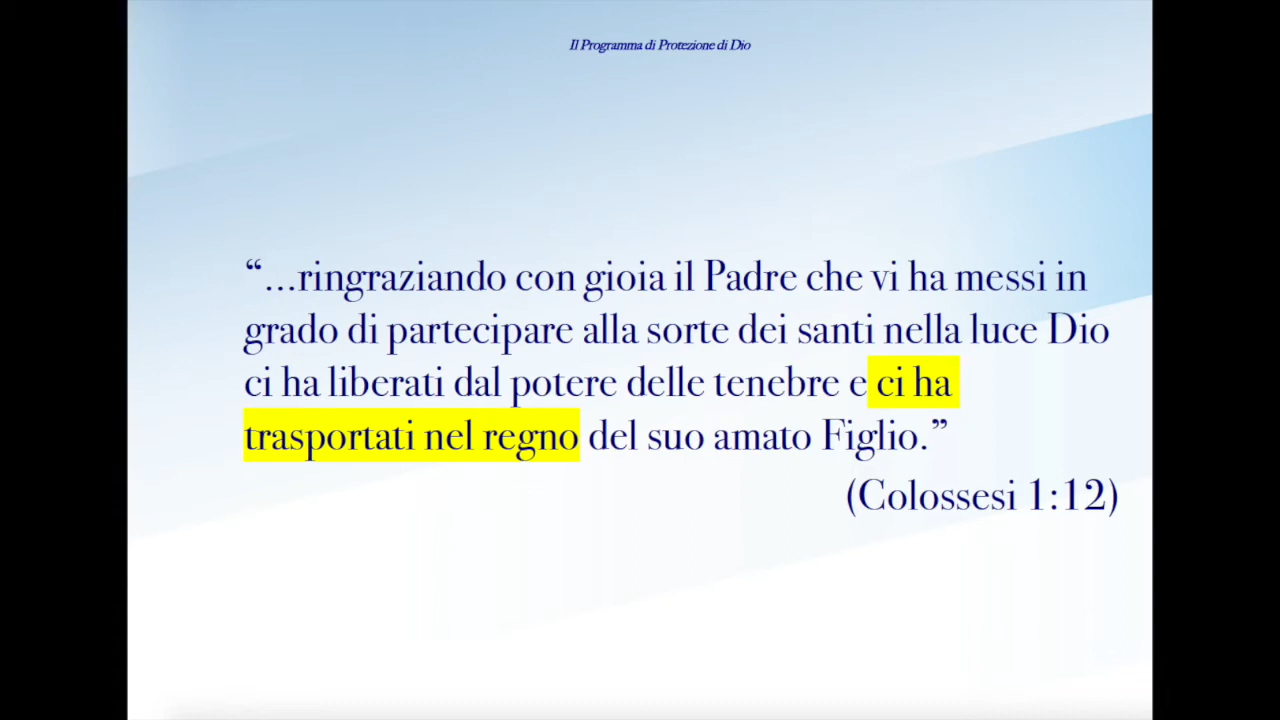 Il Programma di Protezione di Dio
“...ringraziando con gioia il Padre che vi ha messi in
grado di partecipare alla sorte dei santi nella luce Dio
ci ha liberati dal potere delle tenebre e ci ha
trasportati nel regno del suo amato Figlio.”
(Colossesi 1:12)